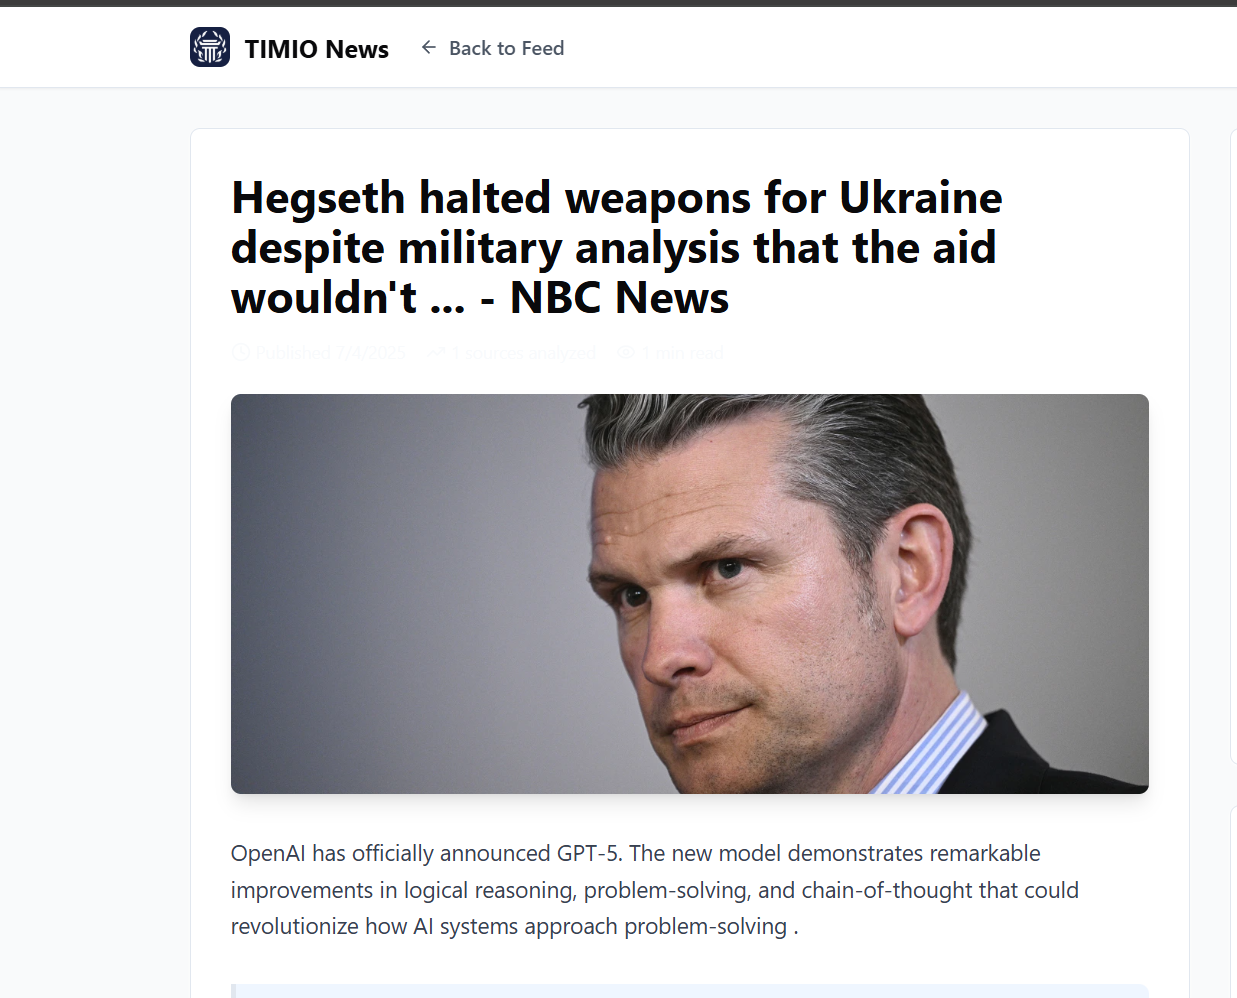 TIMIO News
Back to Feed
Hegseth halted weapons for Ukraine
despite military analysis that the aid
wouldn't ... - NBC News
Published 7/4/2025 1 sources analyzed 1 min read
OpenAI has officially announced GPT-5. The new model demonstrates remarkable
improvements in logical reasoning, problem-solving, and chain-of-thought that could
revolutionize how AI systems approach problem-solving .